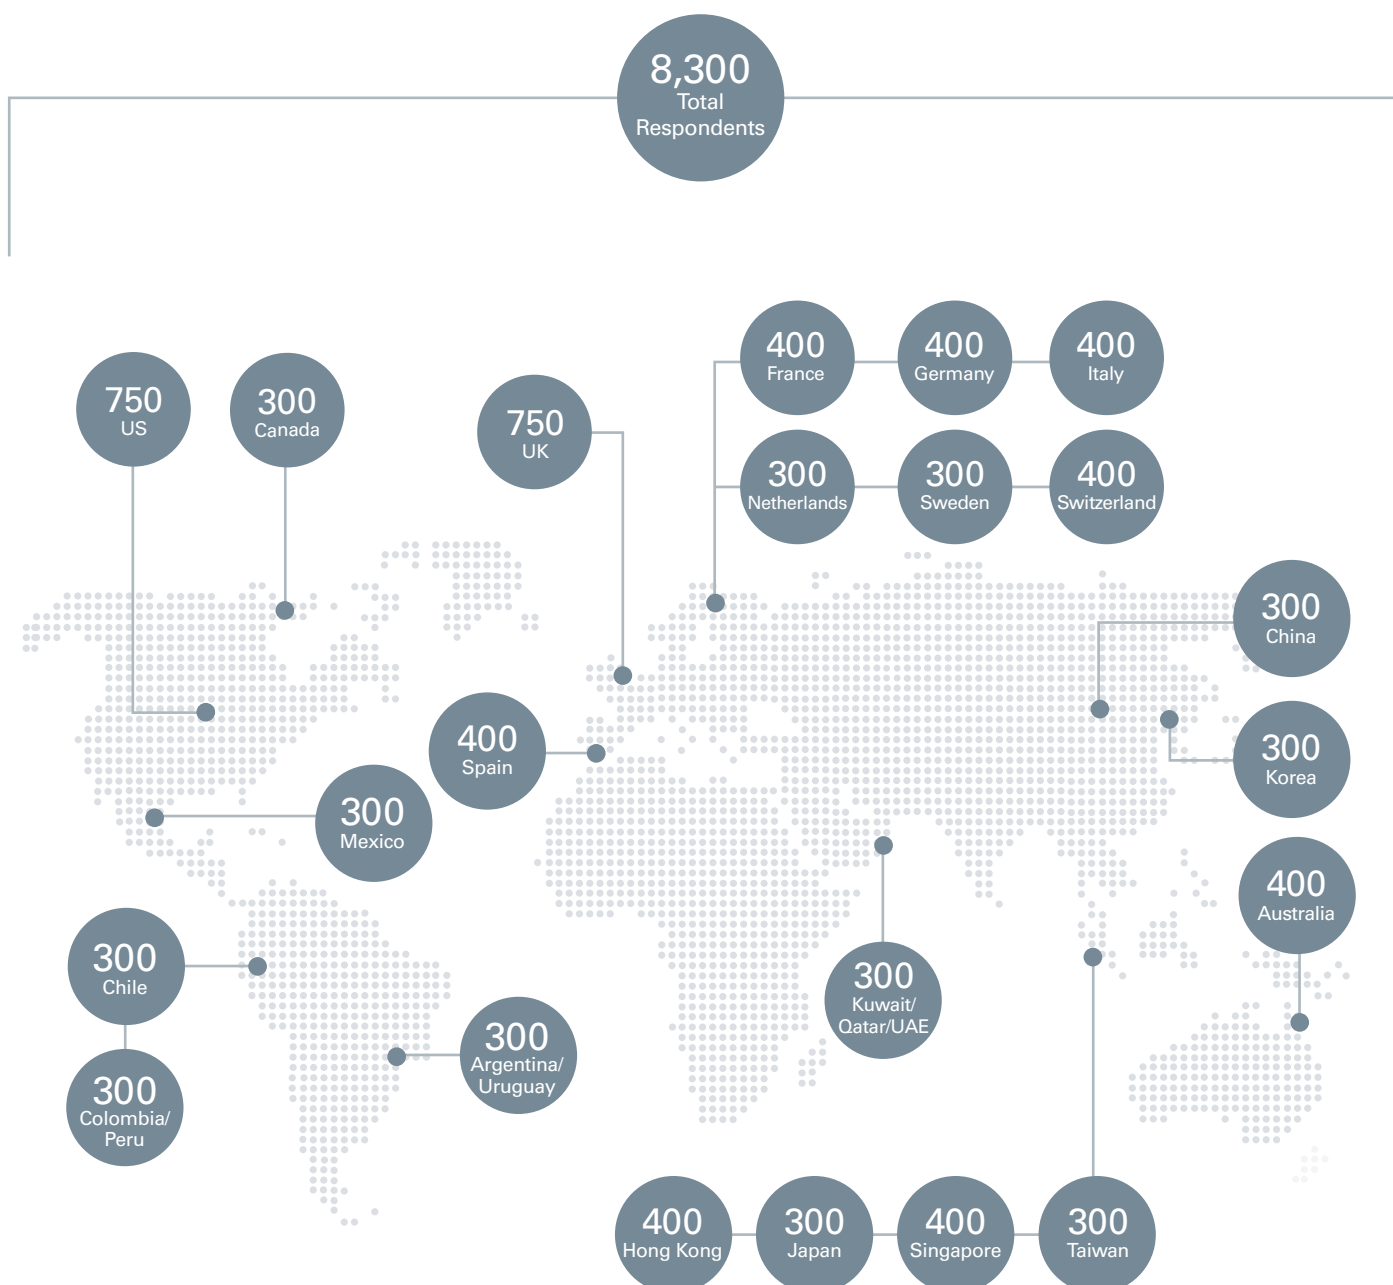 8,300
Total
Respondents
400
France
400
Germany
400
Italy
750
US
300
Canada
750
UK
300
Netherlands
300
Sweden
400
Switzerland
300
China
400
Spain
300
Korea
300
Mexico
400
Australia
300
Chile
300
Kuwait/
Qatar/UAE
300
Argentina/
Uruguay
300
Colombia/
Peru
400
Hong Kong
300
Japan
400
Singapore
300
Taiwan